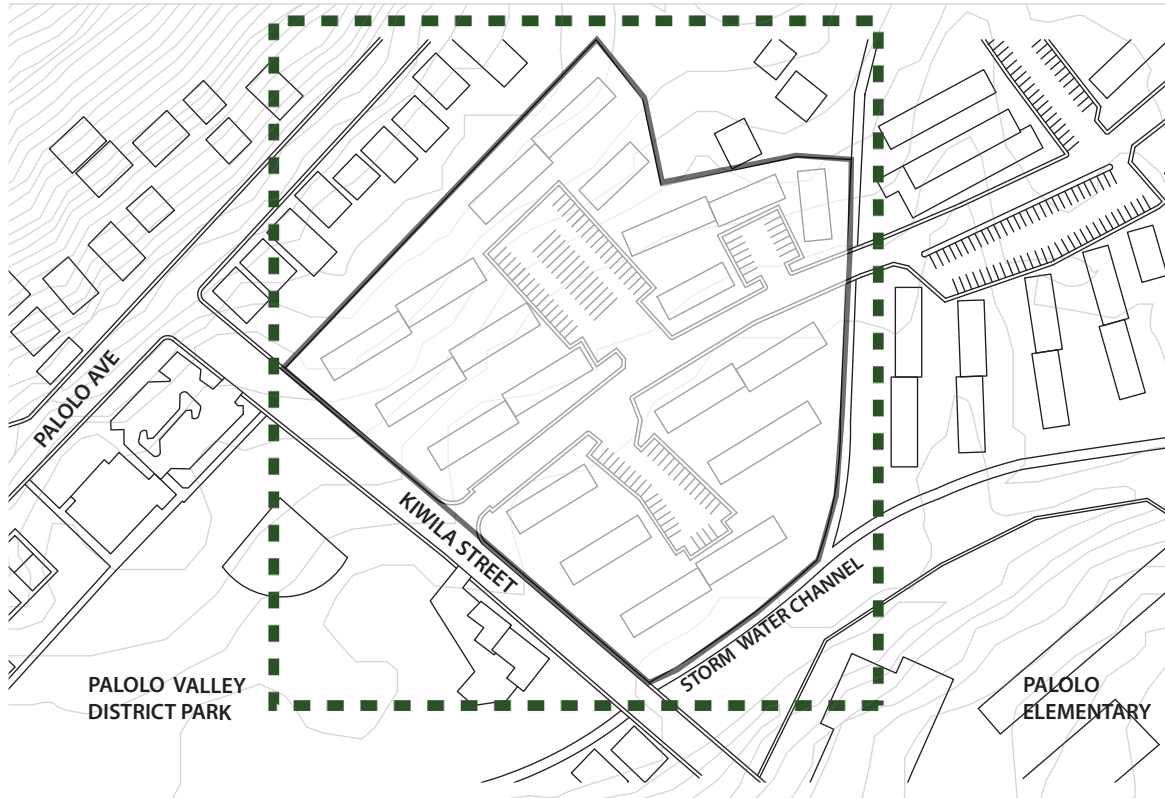 PALOLO AVE
KIWILA STREET
STORM WATER CHANNEL
PALOLO VALLEY
DISTRICT PARK
PALOLO
ELEMENTARY